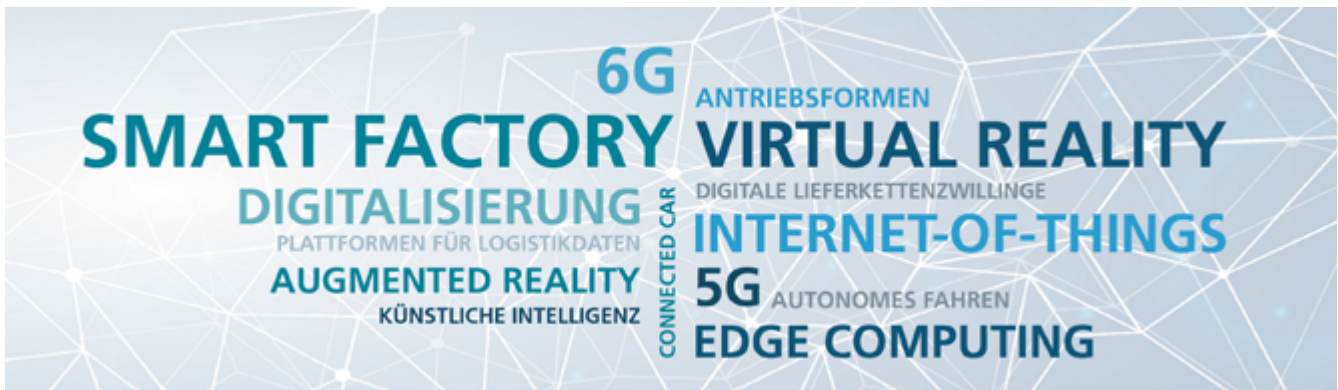 6G
ANTRIEBSFORMEN
SMART FACTORY
VIRTUAL REALITY
DIGITALISIERUNG
DIGITALE LIEFERKETTENZWILLINGE
PLATTFORMEN FÜR LOGISTIKDATEN
INTERNET-OF-THINGS
AUGMENTED REALITY
5G AUTONOMES FAHREN
KÜNSTLICHE INTELLIGENZ
CONNECTED CAR
EDGE COMPUTING